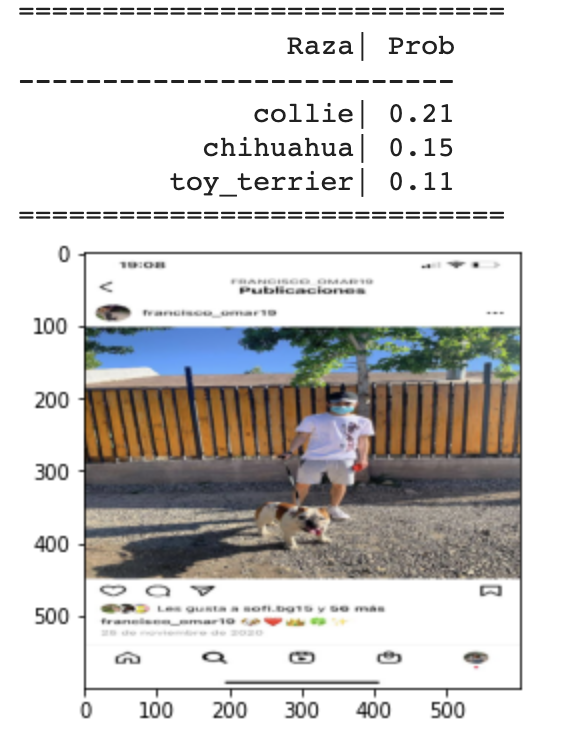 ==============================
Raza| Prob
---------------------------
collie| 0.21
chihuahua| 0.15
toy_terrier| 0.11
==============================
0
19:08
FRANCISCO_OMAR19
Publicaciones
francisco_omar19
100
200
300
400
500
Les gusta a sofi.bg15 y 56 más
francisco_omar19 🐶❤️👑🍀✨
28 de noviembre de 2020
0 100 200 300 400 500